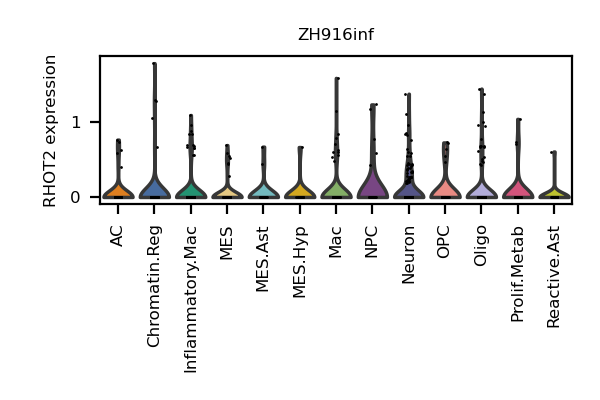 ZH916inf
RHOT2 expression
1
0
AC
Chromatin.Reg
Inflammatory.Mac
MES
MES.Ast
MES.Hyp
Mac
NPC
Neuron
OPC
Oligo
Prolif.Metab
Reactive.Ast